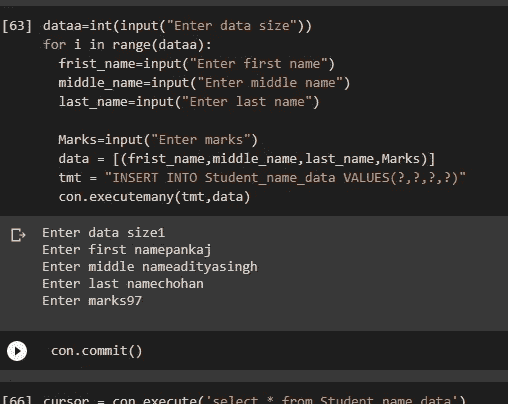 [63] dataa=int(input("Enter data size"))
for i in range(dataa):
frist_name=input("Enter first name")
middle_name=input("Enter middle name")
last_name=input("Enter last name")
Marks=input("Enter marks")
data = [(frist_name,middle_name,last_name,Marks)]
tmt = "INSERT INTO Student_name_data VALUES(?,?,?,?)"
con.executemany(tmt,data)
Enter data size1
Enter first namepankaj
Enter middle nameadityasingh
Enter last namechohan
Enter marks97
con.commit()
[66] cursor = con.execute('select * from Student_name_data')